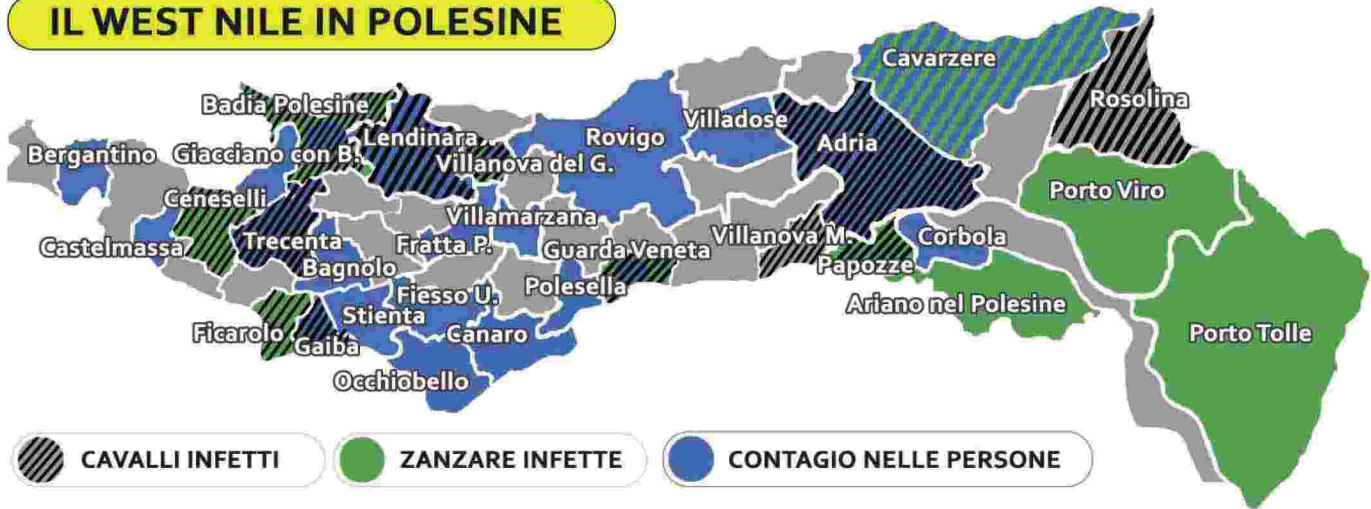 IL WEST NILE IN POLESINE
Cavarzere
Rosolina
Badia Polesine
Lendinara
Rovigo
Villadose
Adria
Bergantino
Giacciano con B.
Villanova del G.
Ceneselli
Porto Viro
Villamarzana
Castelmassa
Trecenta
Fratta P.
Guarda Veneta
Villanova M.
Corbola
Bagnolo
Papozze
Fiesso U.
Polesella
Ariano nel Polesine
Stienta
Ficarolo
Gaiba
Canaro
Porto Tolle
Occhiobello
CAVALLI INFETTI
ZANZARE INFETTE
CONTAGIO NELLE PERSONE